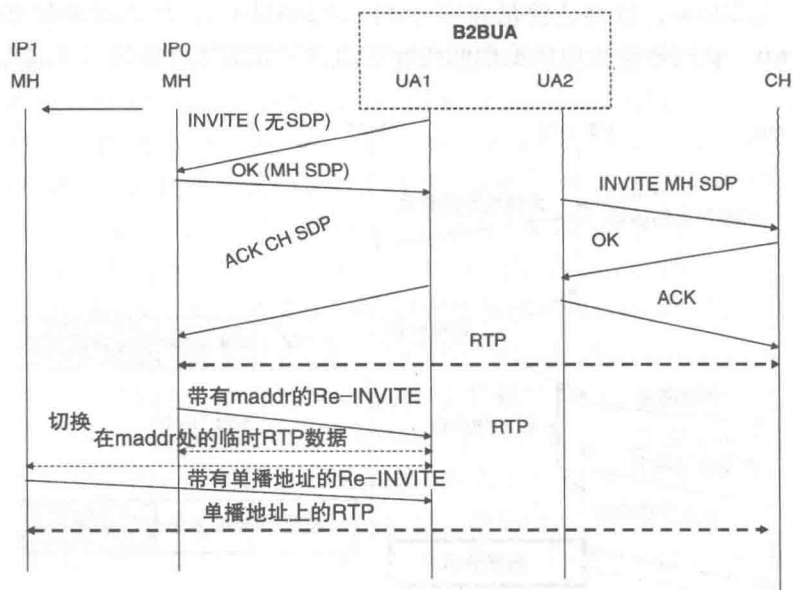 B2BUA
IP1
IP0
MH
MH
UA1
UA2
CH
INVITE ( 无SDP)
OK (MH SDP)
INVITE MH SDP
OK
ACK CH SDP
ACK
RTP
带有maddr的Re-INVITE
切换
RTP
在maddr处的临时RTP数据
带有单播地址的Re-INVITE
单播地址上的RTP